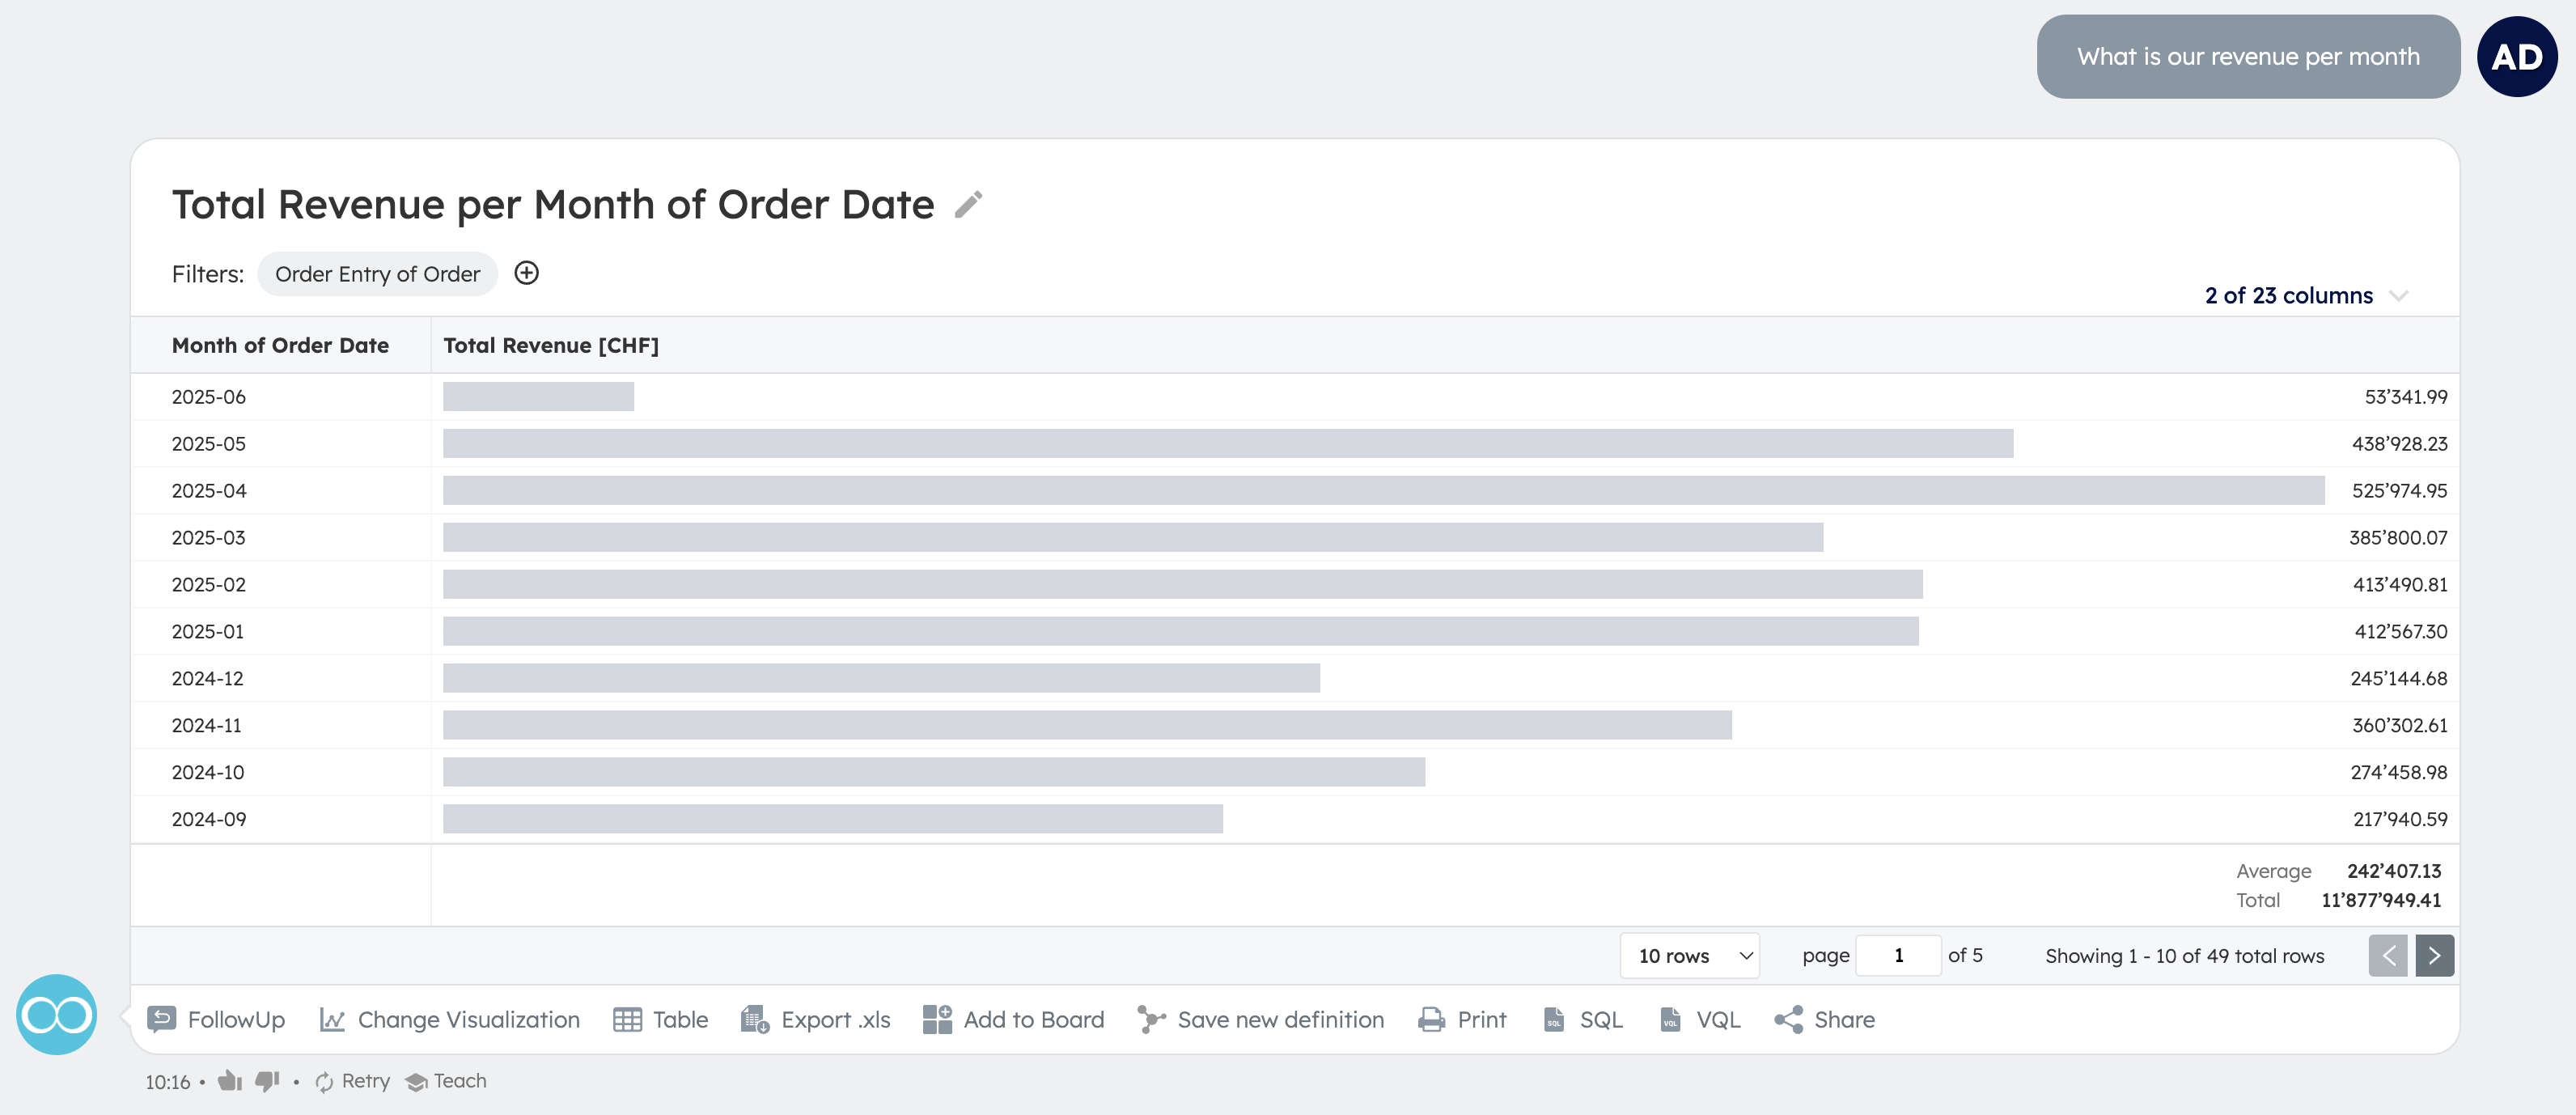 What is our revenue per month
AD
Total Revenue per Month of Order Date
Filters: Order Entry of Order
2 of 23 columns
Month of Order Date Total Revenue [CHF]
2025-06 53’341.99
2025-05 438’928.23
2025-04 525’974.95
2025-03 385’800.07
2025-02 413’490.81
2025-01 412’567.30
2024-12 245’144.68
2024-11 360’302.61
2024-10 274’458.98
2024-09 217’940.59
Average 242’407.13
Total 11’877’949.41
10 rows page 1 of 5 Showing 1 - 10 of 49 total rows
FollowUp Change Visualization Table Export .xls Add to Board Save new definition Print SQL SQL VQL VQL Share
10:16 • • Retry Teach